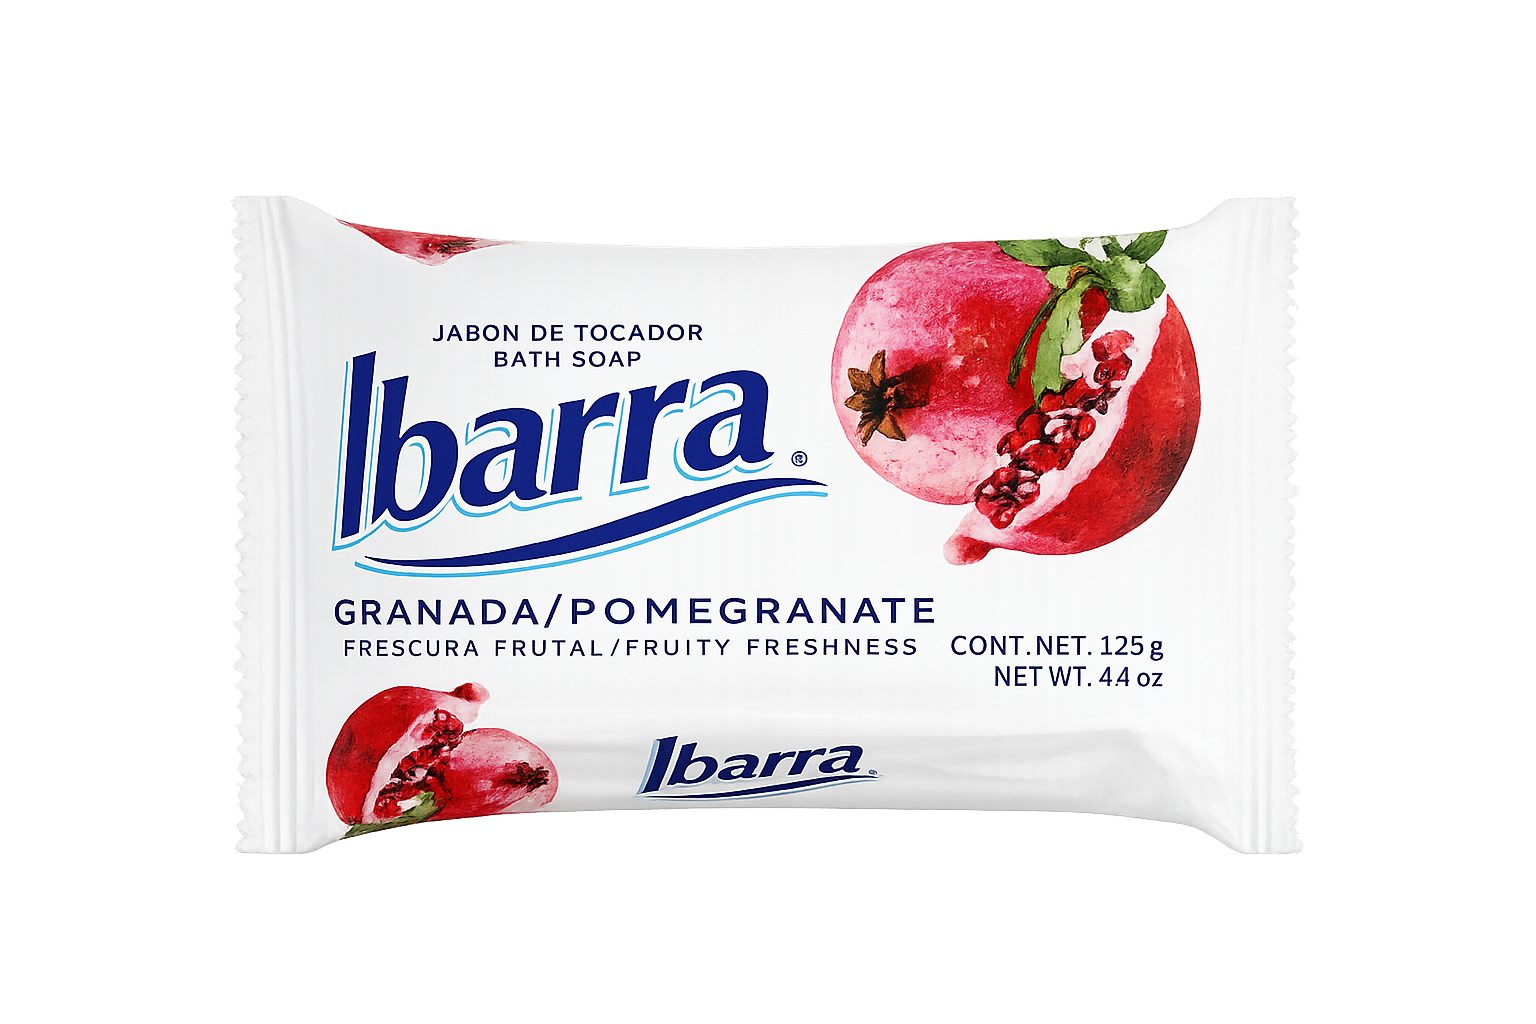 JABON DE TOCADOR
BATH SOAP
Ibarra®
GRANADA/POMEGRANATE
FRESCURA FRUTAL/FRUITY FRESHNESS
CONT.NET. 125 g
NET WT. 4.4 oz
Ibarra®